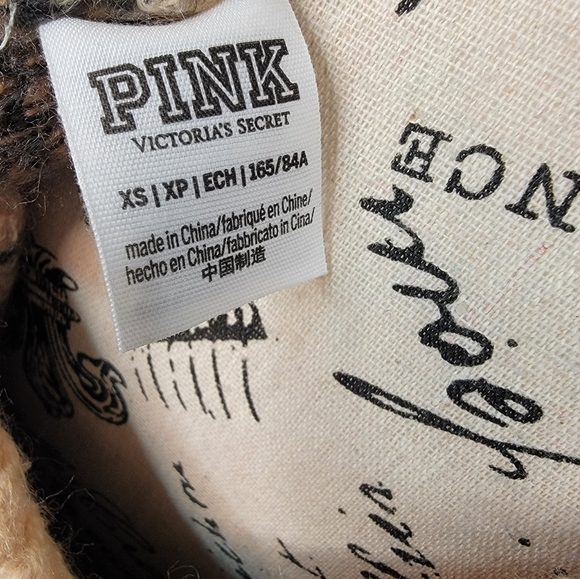 PINK
VICTORIA'S SECRET
XS | XP | ECH | 165/84A
made in China/fabriqué en Chine/
hecho en China/fabbricato in Cina/
中国制造
NCE